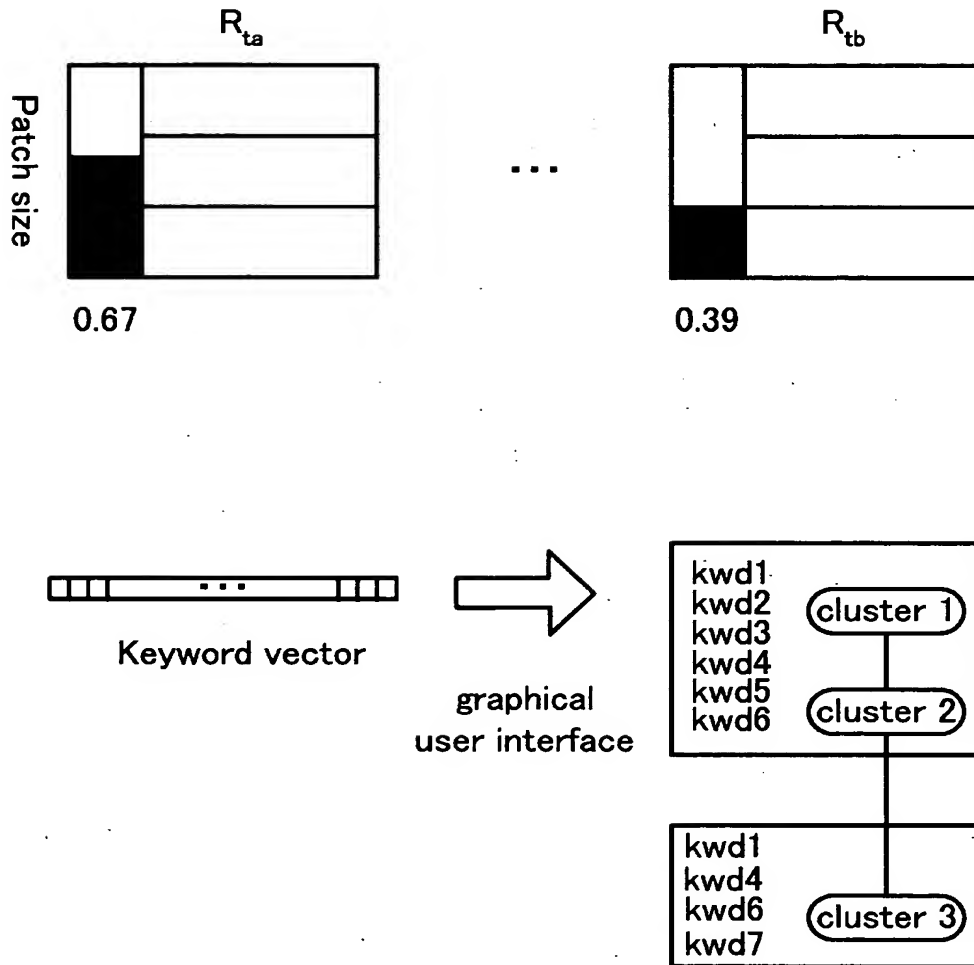 R_ta
R_tb
Patch size
...
0.67
0.39
...
Keyword vector
graphical
user interface
kwd1
kwd2
kwd3
kwd4
kwd5
kwd6
cluster 1
cluster 2
kwd1
kwd4
kwd6
kwd7
cluster 3